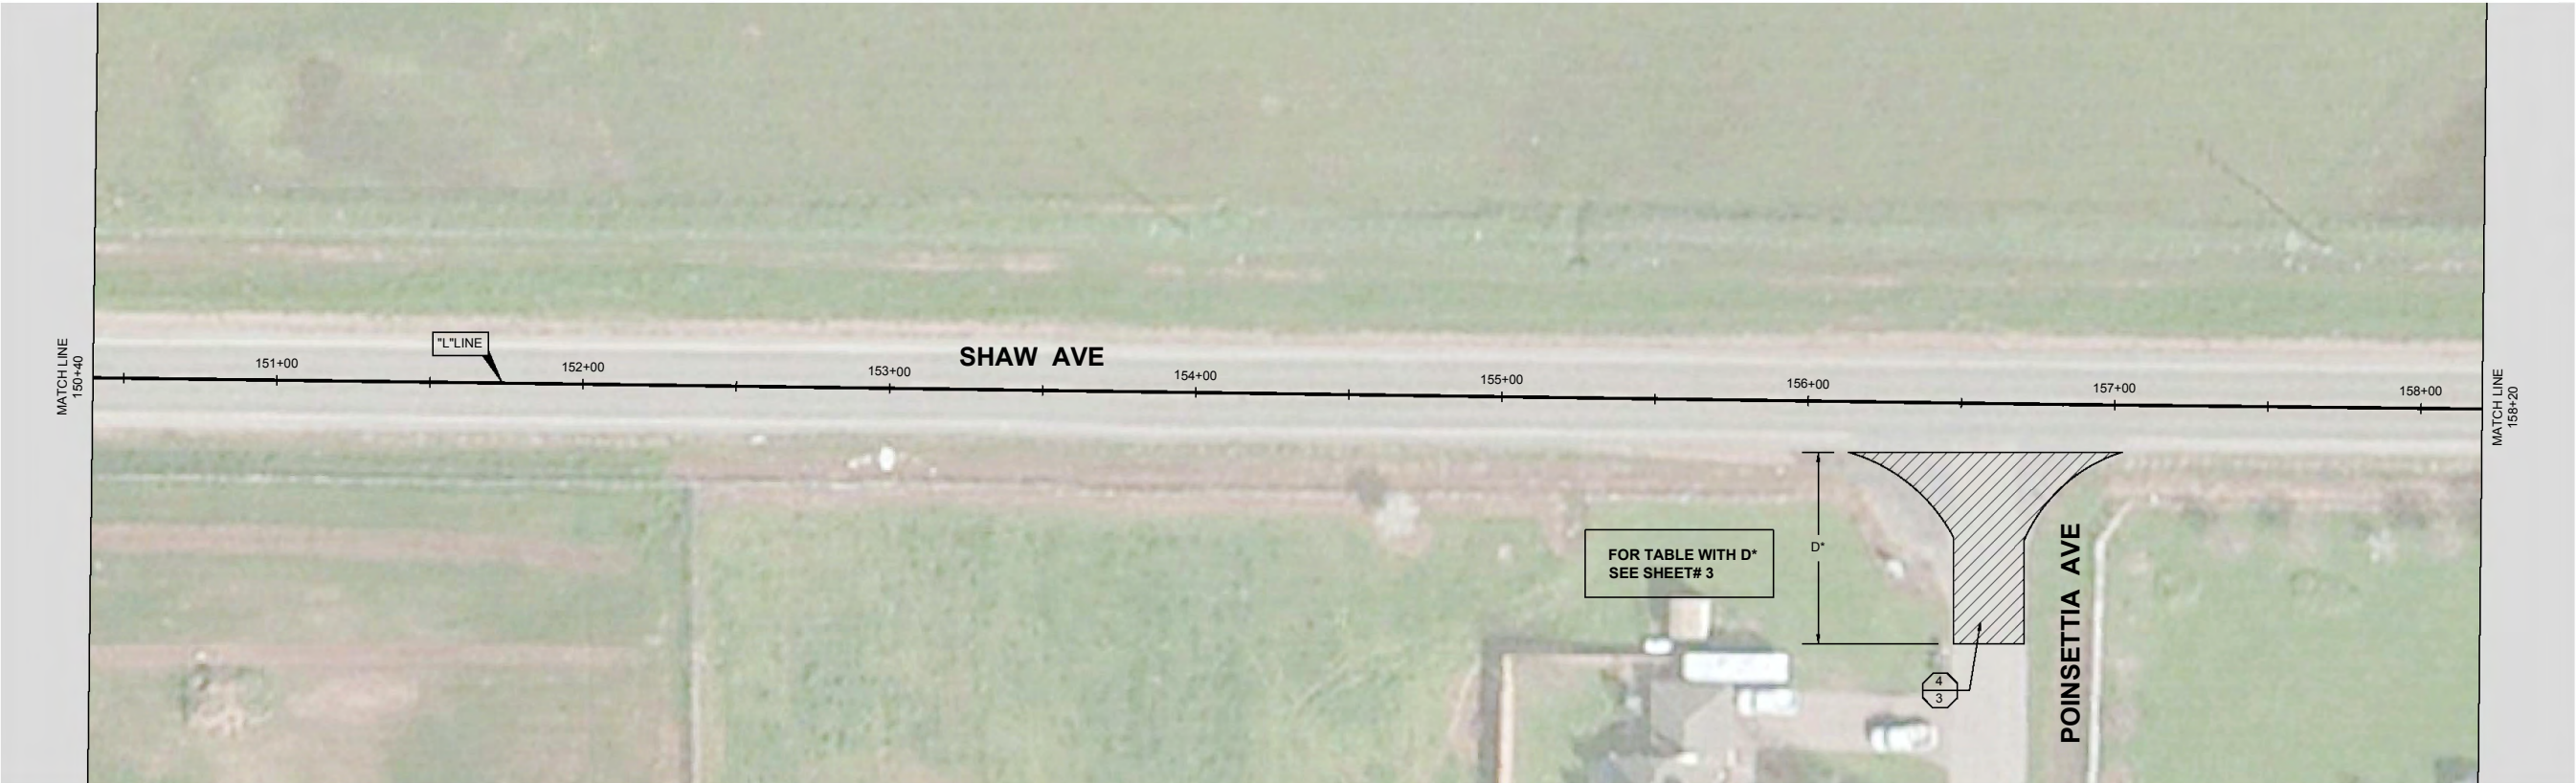 MATCH LINE
150+40
"L"LINE
151+00
152+00
153+00
SHAW AVE
154+00
155+00
156+00
157+00
158+00
MATCH LINE
158+20
FOR TABLE WITH D*
SEE SHEET# 3
D*
POINSETTIA AVE
4
3